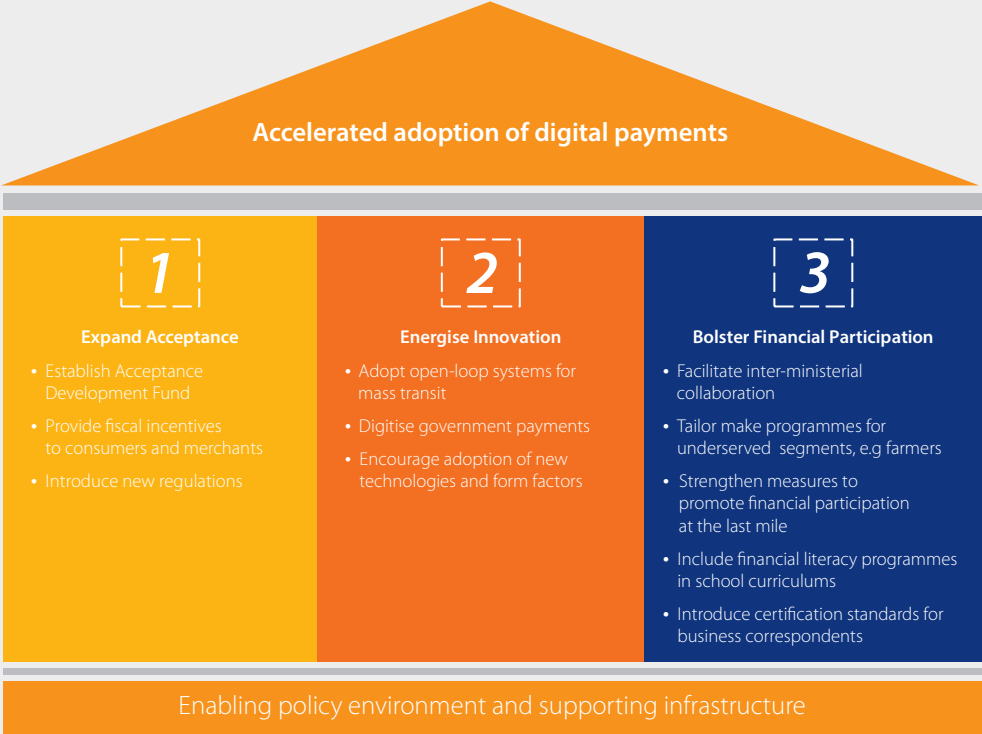 Accelerated adoption of digital payments
1
Expand Acceptance
• Establish Acceptance
Development Fund
• Provide fiscal incentives
to consumers and merchants
• Introduce new regulations
2
Energise Innovation
• Adopt open-loop systems for
mass transit
• Digitise government payments
• Encourage adoption of new
technologies and form factors
3
Bolster Financial Participation
• Facilitate inter-ministerial
collaboration
• Tailor make programmes for
underserved segments, e.g farmers
• Strengthen measures to
promote financial participation
at the last mile
• Include financial literacy programmes
in school curriculums
• Introduce certification standards for
business correspondents
Enabling policy environment and supporting infrastructure